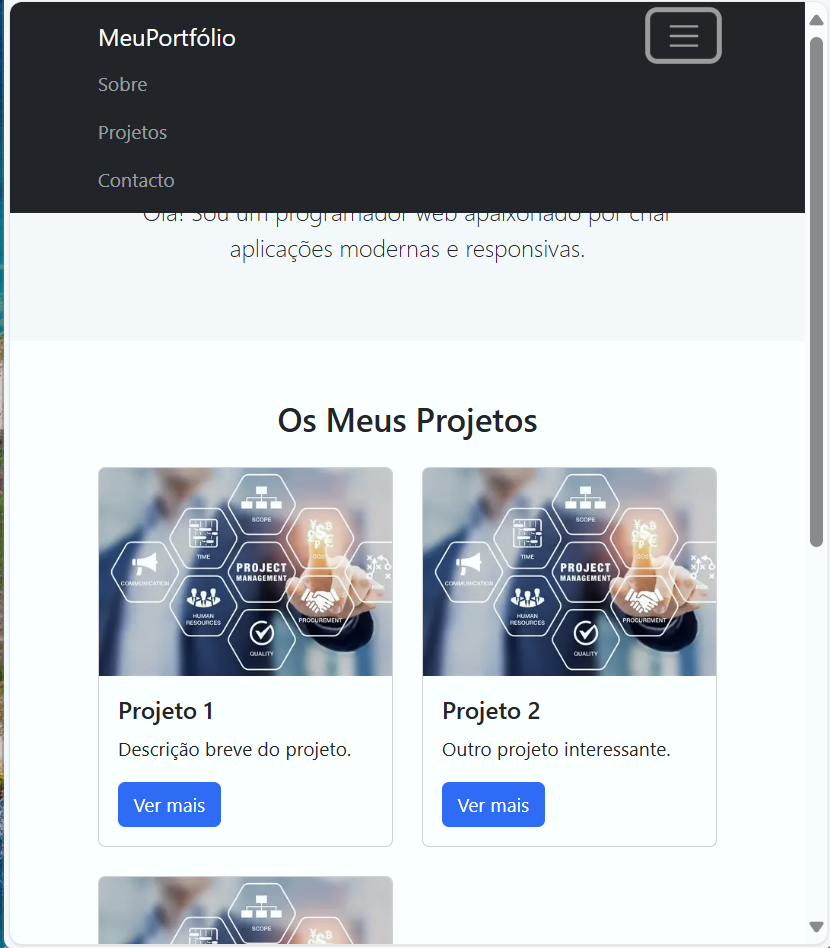 MeuPortfólio
Sobre
Projetos
Contacto
Olá! Sou um programador web apaixonado por criar
aplicações modernas e responsivas.
Os Meus Projetos
SCOPE
TIME
COST
COMMUNICATION
PROJECT
MANAGEMENT
HUMAN
RESOURCES
PROCUREMENT
QUALITY
SCOPE
TIME
COST
COMMUNICATION
PROJECT
MANAGEMENT
HUMAN
RESOURCES
PROCUREMENT
QUALITY
Projeto 1
Descrição breve do projeto.
Ver mais
Projeto 2
Outro projeto interessante.
Ver mais
SCOPE